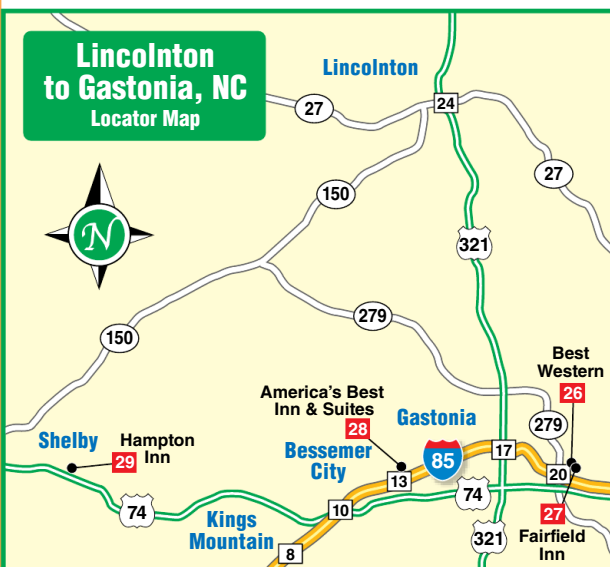 Lincolnton
to Gastonia, NC
Locator Map
Lincolnton
27
24
150
27
N
321
279
150
Best
Western
26
America's Best
Inn & Suites
28
Gastonia
279
Shelby
Hampton
Inn
29
Bessemer
City
85
17
13
20
74
74
10
27
Kings
Mountain
321
Fairfield
Inn
8